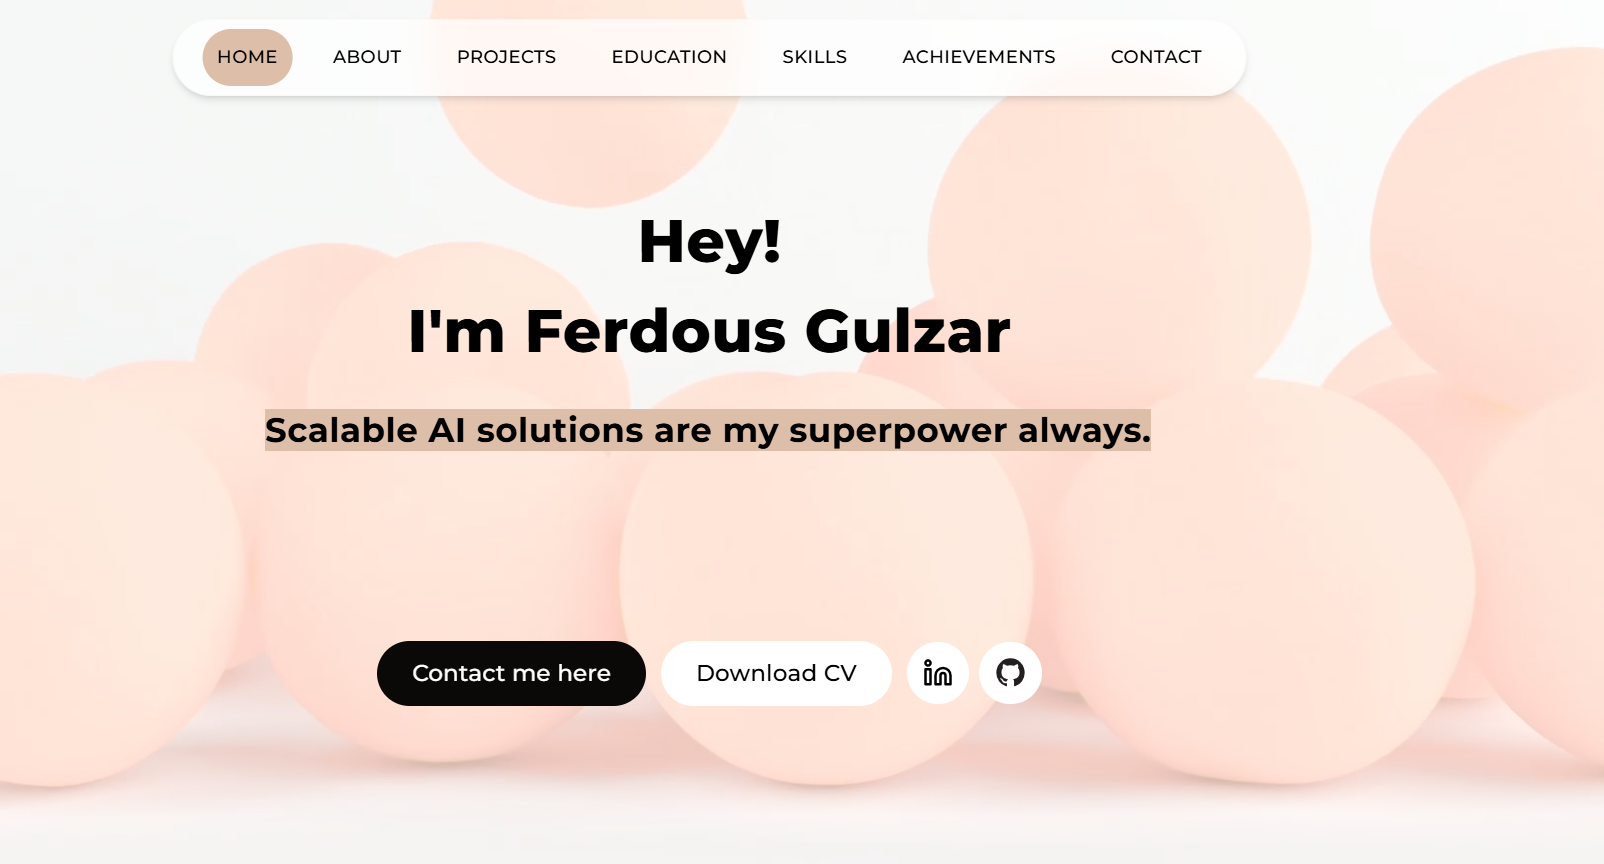 HOME ABOUT PROJECTS EDUCATION SKILLS ACHIEVEMENTS CONTACT
Hey!
I'm Ferdous Gulzar
Scalable AI solutions are my superpower always.
Contact me here Download CV